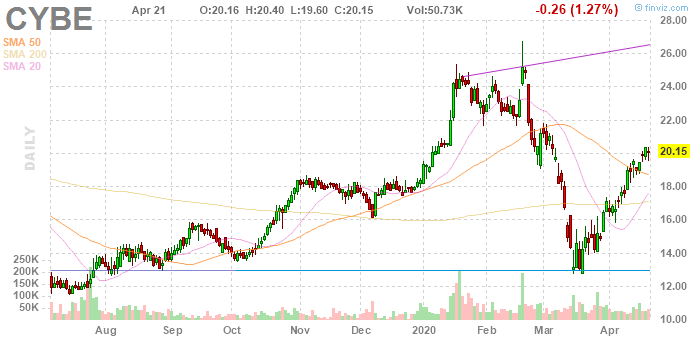 CYBE Apr 21 O:20.16 H:20.40 L:19.60 C:20.15 Vol:50.73K -0.26 (1.27%)
© finviz.com
SMA 50
SMA 200
SMA 20
DAILY
28.00
26.00
24.00
22.00
20.15
18.00
16.00
14.00
12.00
10.00
250K
200K
150K
100K
50K
Aug Sep Oct Nov Dec 2020 Feb Mar Apr